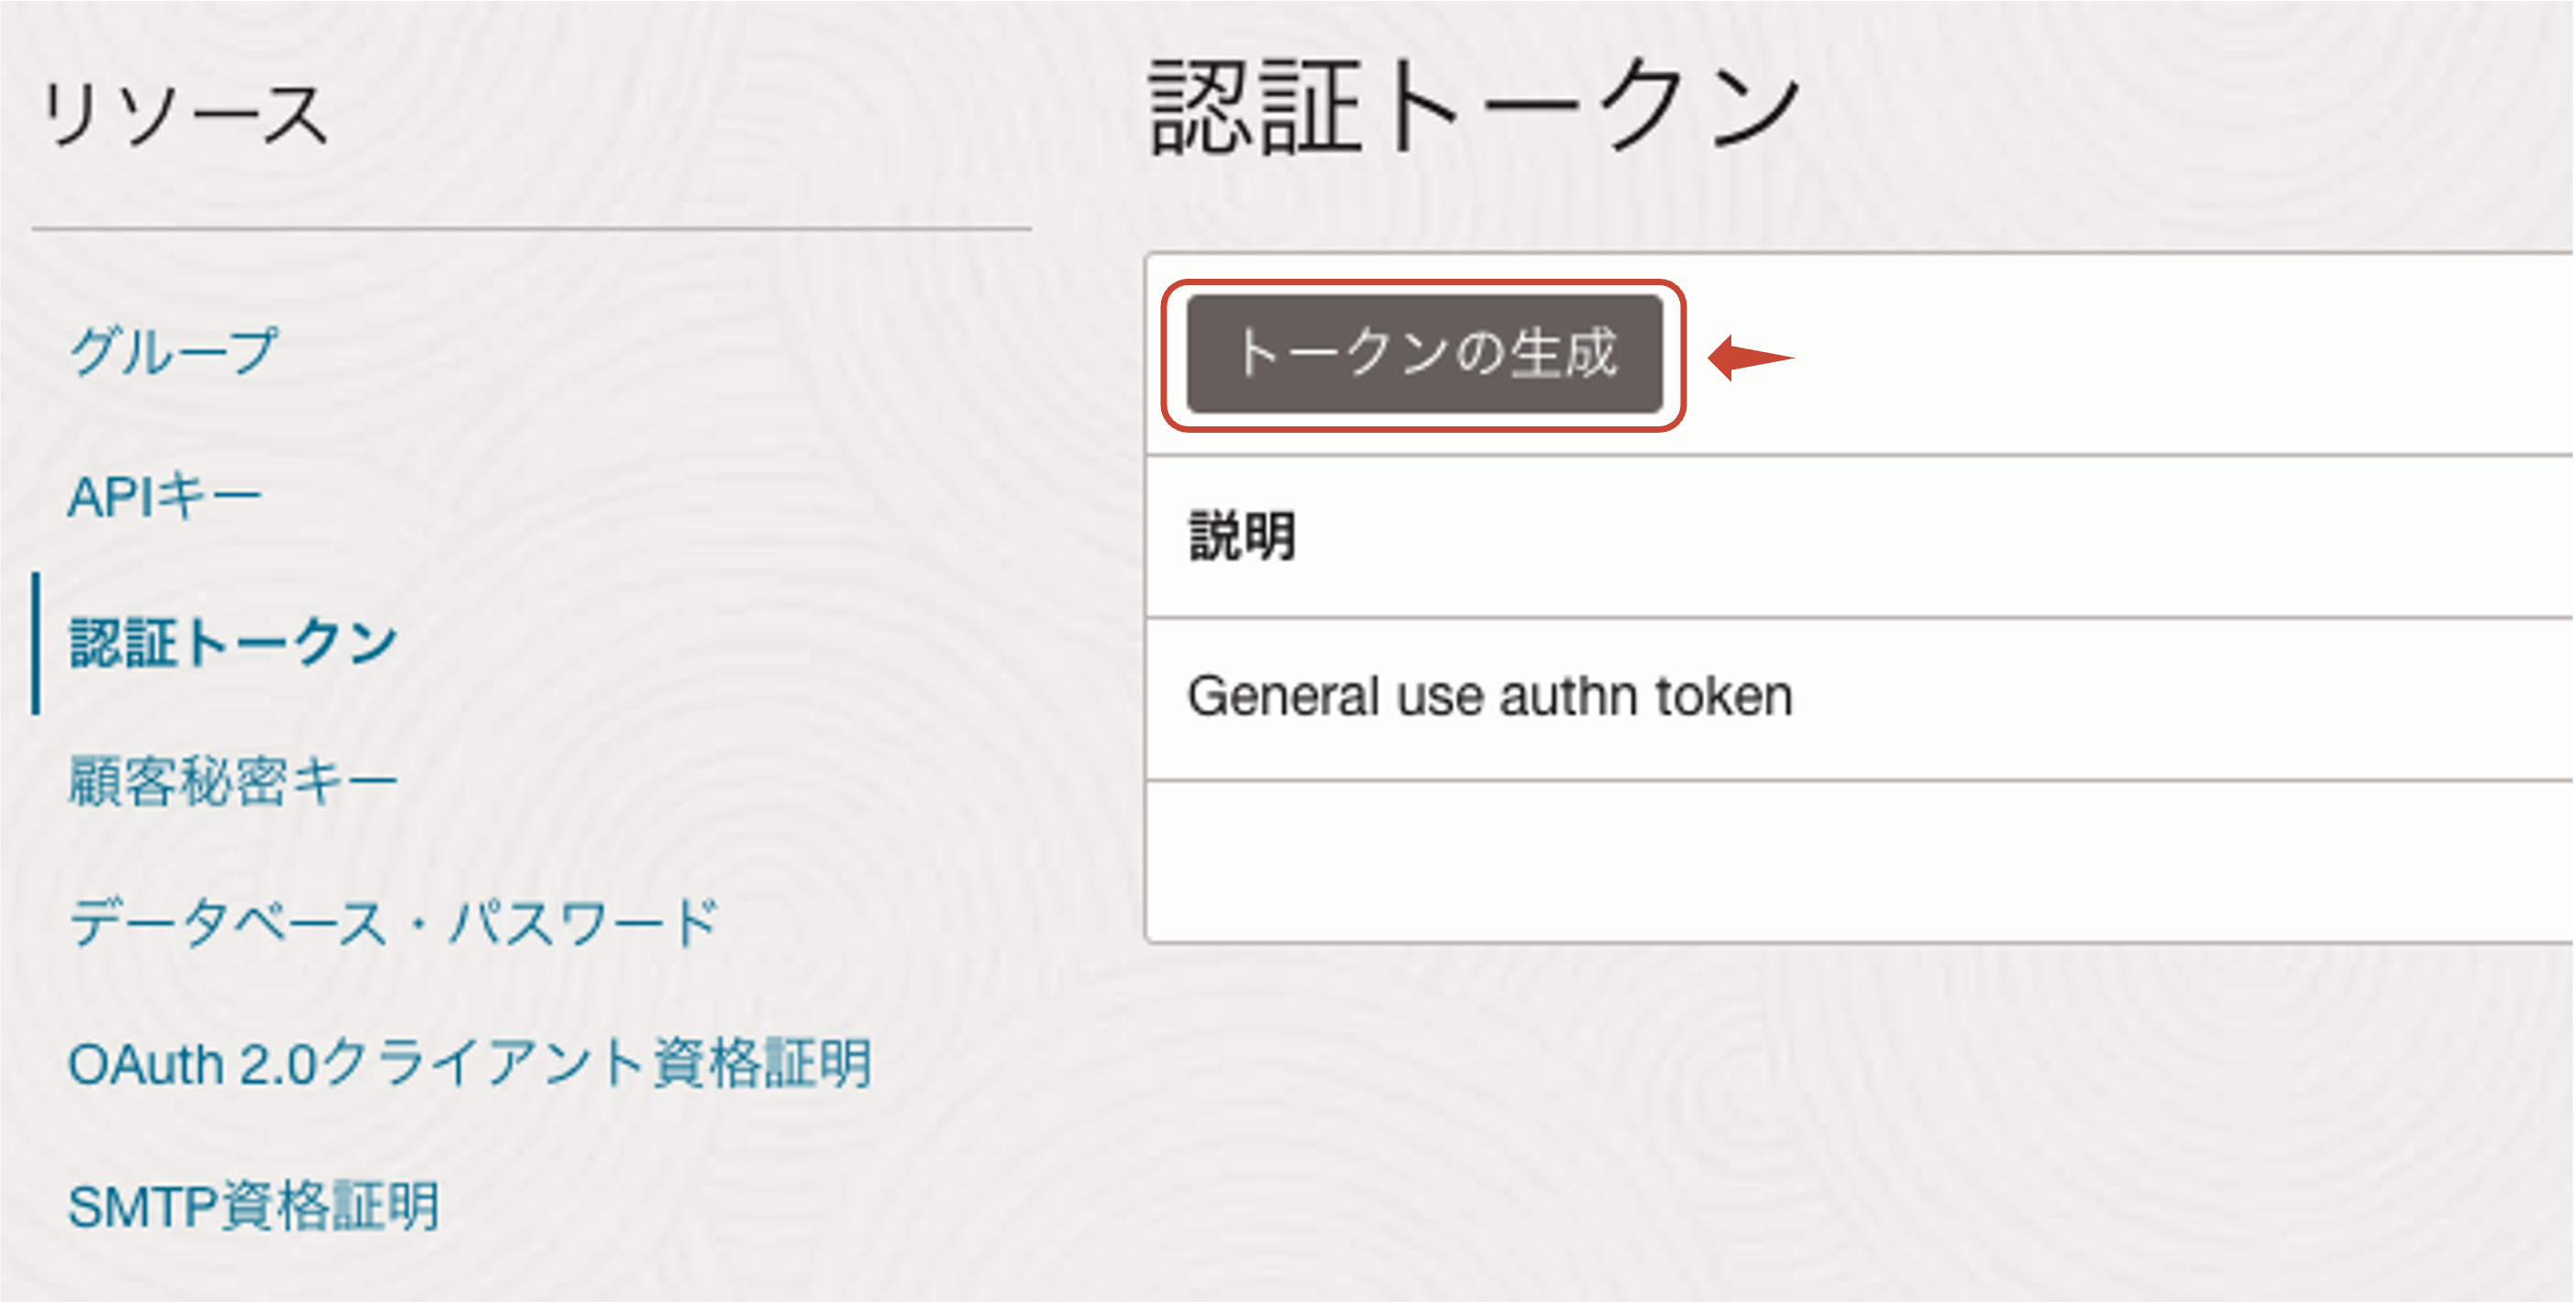 リソース
グループ
APIキー
認証トークン
顧客秘密キー
データベース・パスワード
OAuth 2.0クライアント資格証明
SMTP資格証明
認証トークン
トークンの生成
説明
General use authn token